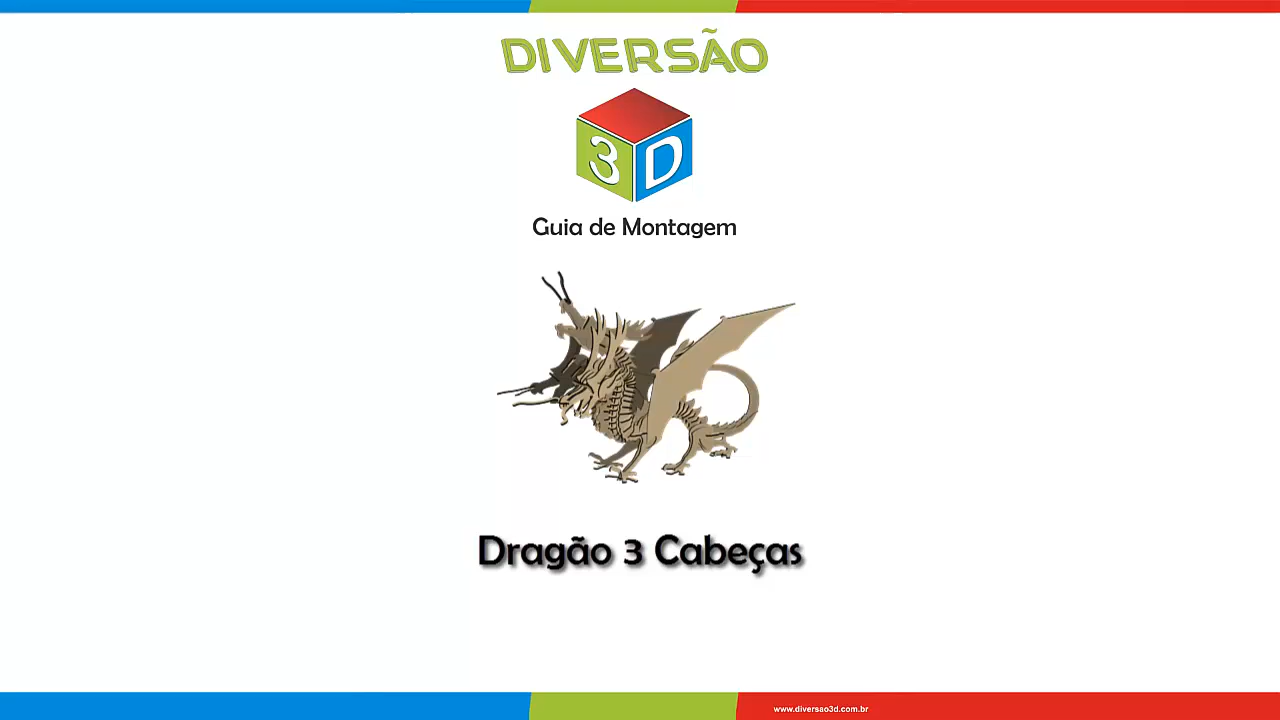 DIVERSÃO
3D
Guia de Montagem
Dragão 3 Cabeças
www.diversao3d.com.br